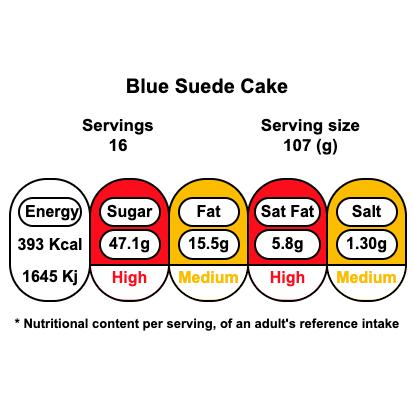 Blue Suede Cake
Servings
16
Serving size
107 (g)
Energy
393 Kcal
1645 Kj
Sugar
47.1g
High
Fat
15.5g
Medium
Sat Fat
5.8g
High
Salt
1.30g
Medium
* Nutritional content per serving, of an adult's reference intake